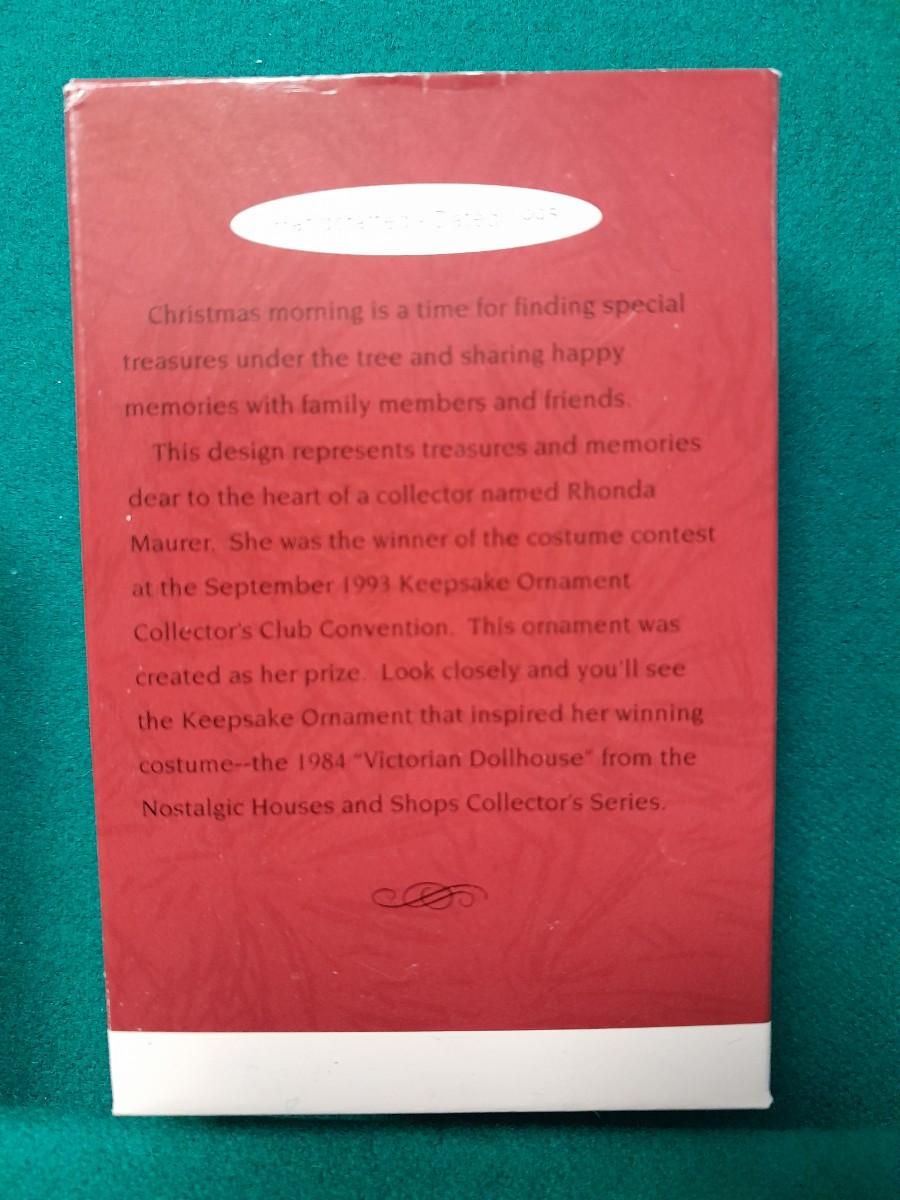 Christmas morning is a time for finding special
treasures under the tree and sharing happy
memories with family members and friends.
This design represents treasures and memories
dear to the heart of a collector named Rhonda
Maurer. She was the winner of the costume contest
at the September 1993 Keepsake Ornament
Collector's Club Convention. This ornament was
created as her prize. Look closely and you'll see
the Keepsake Ornament that inspired her winning
costume--the 1984 "Victorian Dollhouse" from the
Nostalgic Houses and Shops Collector's Series.